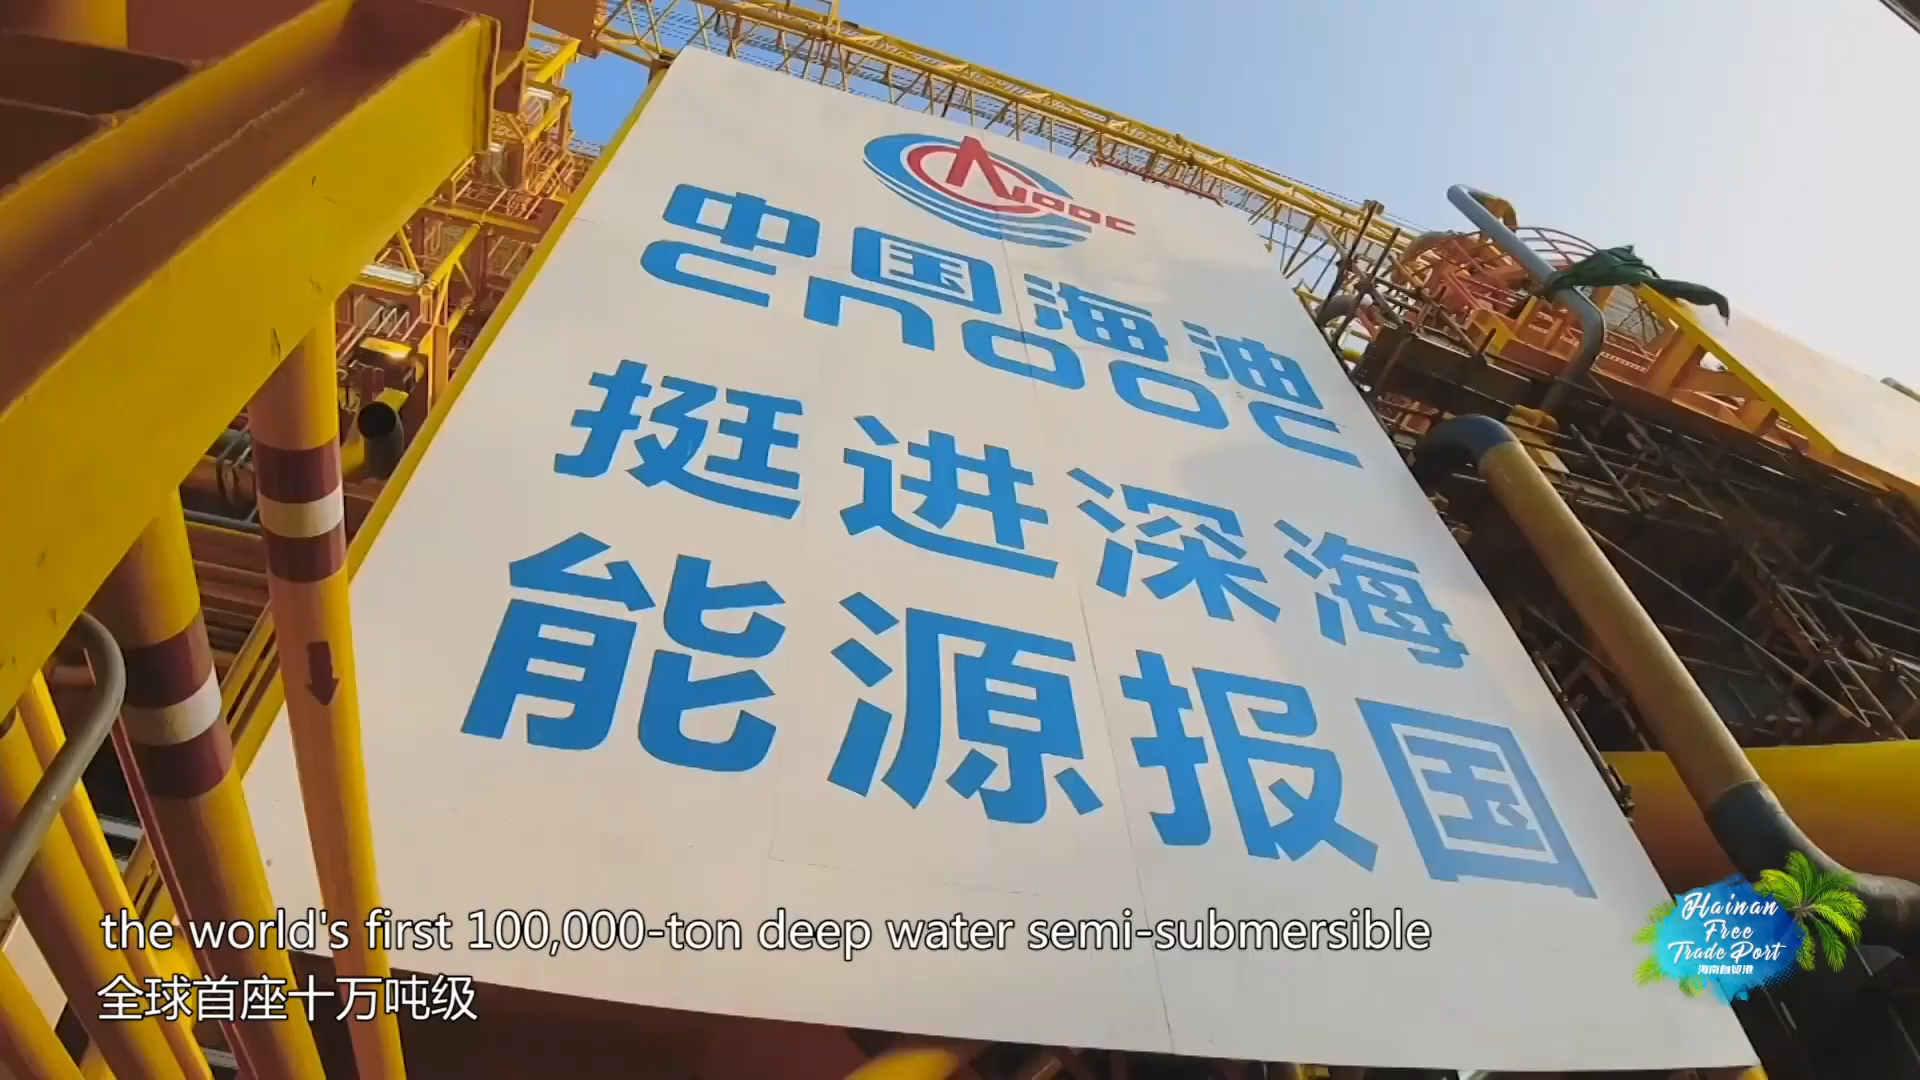 CNOOC
中国海油
cnooc
挺进深海
能源报国
the world's first 100,000-ton deep water semi-submersible
全球首座十万吨级
Hainan
Free
Trade Port
海南自贸港